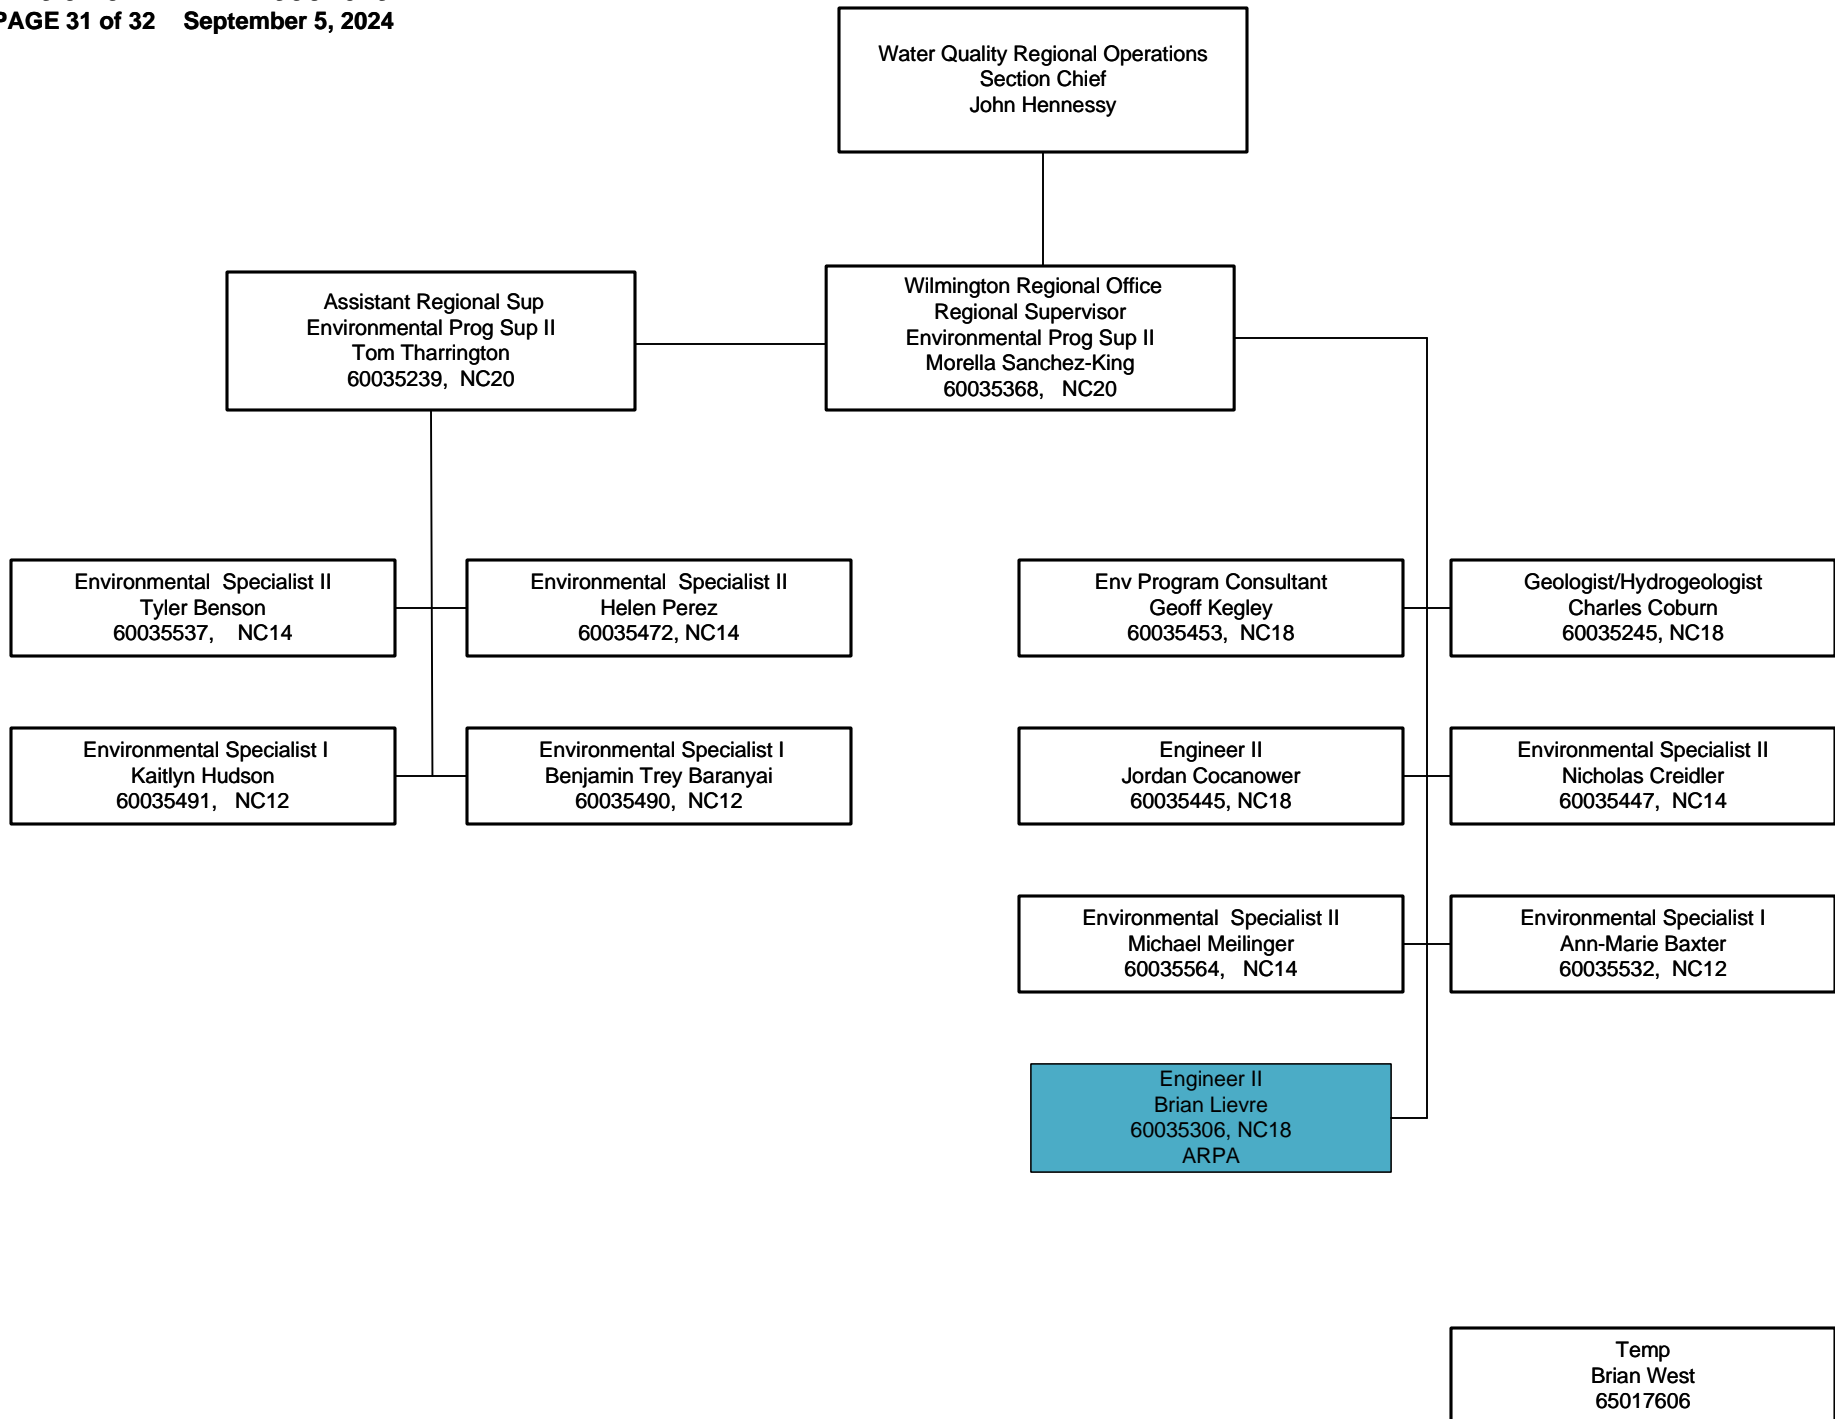 PAGE 31 of 32 September 5, 2024
Water Quality Regional Operations
Section Chief
John Hennessy
Assistant Regional Sup
Environmental Prog Sup II
Tom Tharrington
60035239, NC20
Wilmington Regional Office
Regional Supervisor
Environmental Prog Sup II
Morella Sanchez-King
60035368, NC20
Environmental Specialist II
Tyler Benson
60035537, NC14
Environmental Specialist II
Helen Perez
60035472, NC14
Env Program Consultant
Geoff Kegley
60035453, NC18
Geologist/Hydrogeologist
Charles Coburn
60035245, NC18
Environmental Specialist I
Kaitlyn Hudson
60035491, NC12
Environmental Specialist I
Benjamin Trey Baranyai
60035490, NC12
Engineer II
Jordan Cocanower
60035445, NC18
Environmental Specialist II
Nicholas Creidler
60035447, NC14
Environmental Specialist II
Michael Meilinger
60035564, NC14
Environmental Specialist I
Ann-Marie Baxter
60035532, NC12
Engineer II
Brian Lievre
60035306, NC18
ARPA
Temp
Brian West
65017606